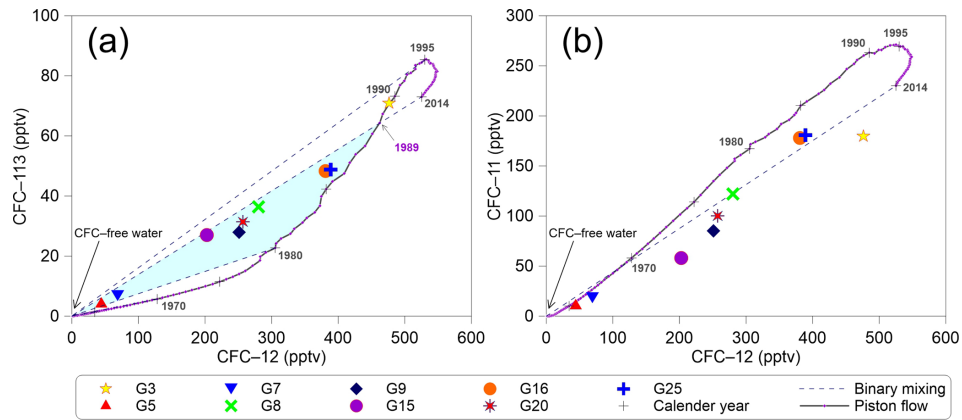 (a)
CFC–113 (pptv)
100
80
60
40
20
0
1995
1990
2014
1989
CFC–free water
1980
1970
0 100 200 300 400 500 600
CFC–12 (pptv)
(b)
CFC–11 (pptv)
300
250
200
150
100
50
0
1995
1990
2014
1980
CFC–free water
1970
0 100 200 300 400 500 600
CFC–12 (pptv)
G3 G7 G9 G16 G25 Binary mixing
G5 G8 G15 G20 Calender year Piston flow